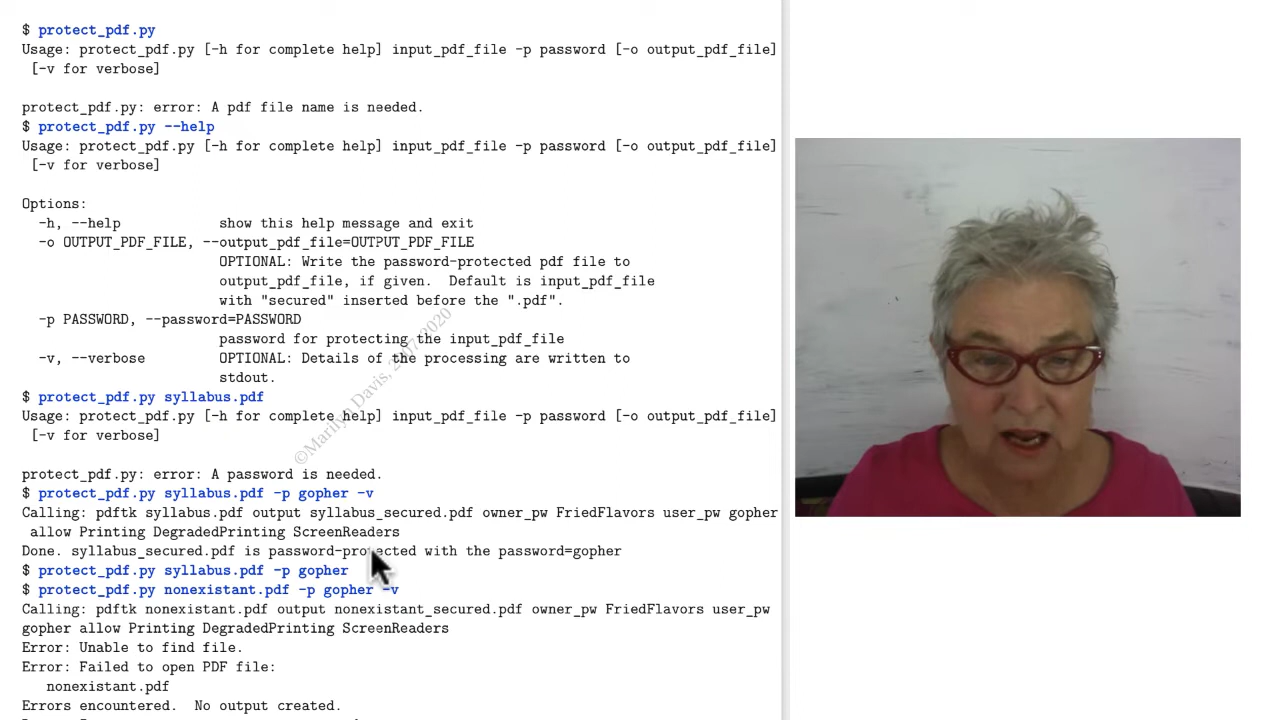 $ protect_pdf.py
Usage: protect_pdf.py [-h for complete help] input_pdf_file -p password [-o output_pdf_file]
[-v for verbose]
protect_pdf.py: error: A pdf file name is needed.
$ protect_pdf.py --help
Usage: protect_pdf.py [-h for complete help] input_pdf_file -p password [-o output_pdf_file]
[-v for verbose]
Options:
-h, --help show this help message and exit
-o OUTPUT_PDF_FILE, --output_pdf_file=OUTPUT_PDF_FILE
OPTIONAL: Write the password-protected pdf file to
output_pdf_file, if given. Default is input_pdf_file
with "secured" inserted before the ".pdf".
-p PASSWORD, --password=PASSWORD
password for protecting the input_pdf_file
-v, --verbose OPTIONAL: Details of the processing are written to
stdout.
$ protect_pdf.py syllabus.pdf
Usage: protect_pdf.py [-h for complete help] input_pdf_file -p password [-o output_pdf_file]
[-v for verbose]
©Marilyn Davis, 2007-2020
protect_pdf.py: error: A password is needed.
$ protect_pdf.py syllabus.pdf -p gopher -v
Calling: pdftk syllabus.pdf output syllabus_secured.pdf owner_pw FriedFlavors user_pw gopher
allow Printing DegradedPrinting ScreenReaders
Done. syllabus_secured.pdf is password-protected with the password=gopher
$ protect_pdf.py syllabus.pdf -p gopher
$ protect_pdf.py nonexistant.pdf -p gopher -v
Calling: pdftk nonexistant.pdf output nonexistant_secured.pdf owner_pw FriedFlavors user_pw
gopher allow Printing DegradedPrinting ScreenReaders
Error: Unable to find file.
Error: Failed to open PDF file:
nonexistant.pdf
Errors encountered. No output created.